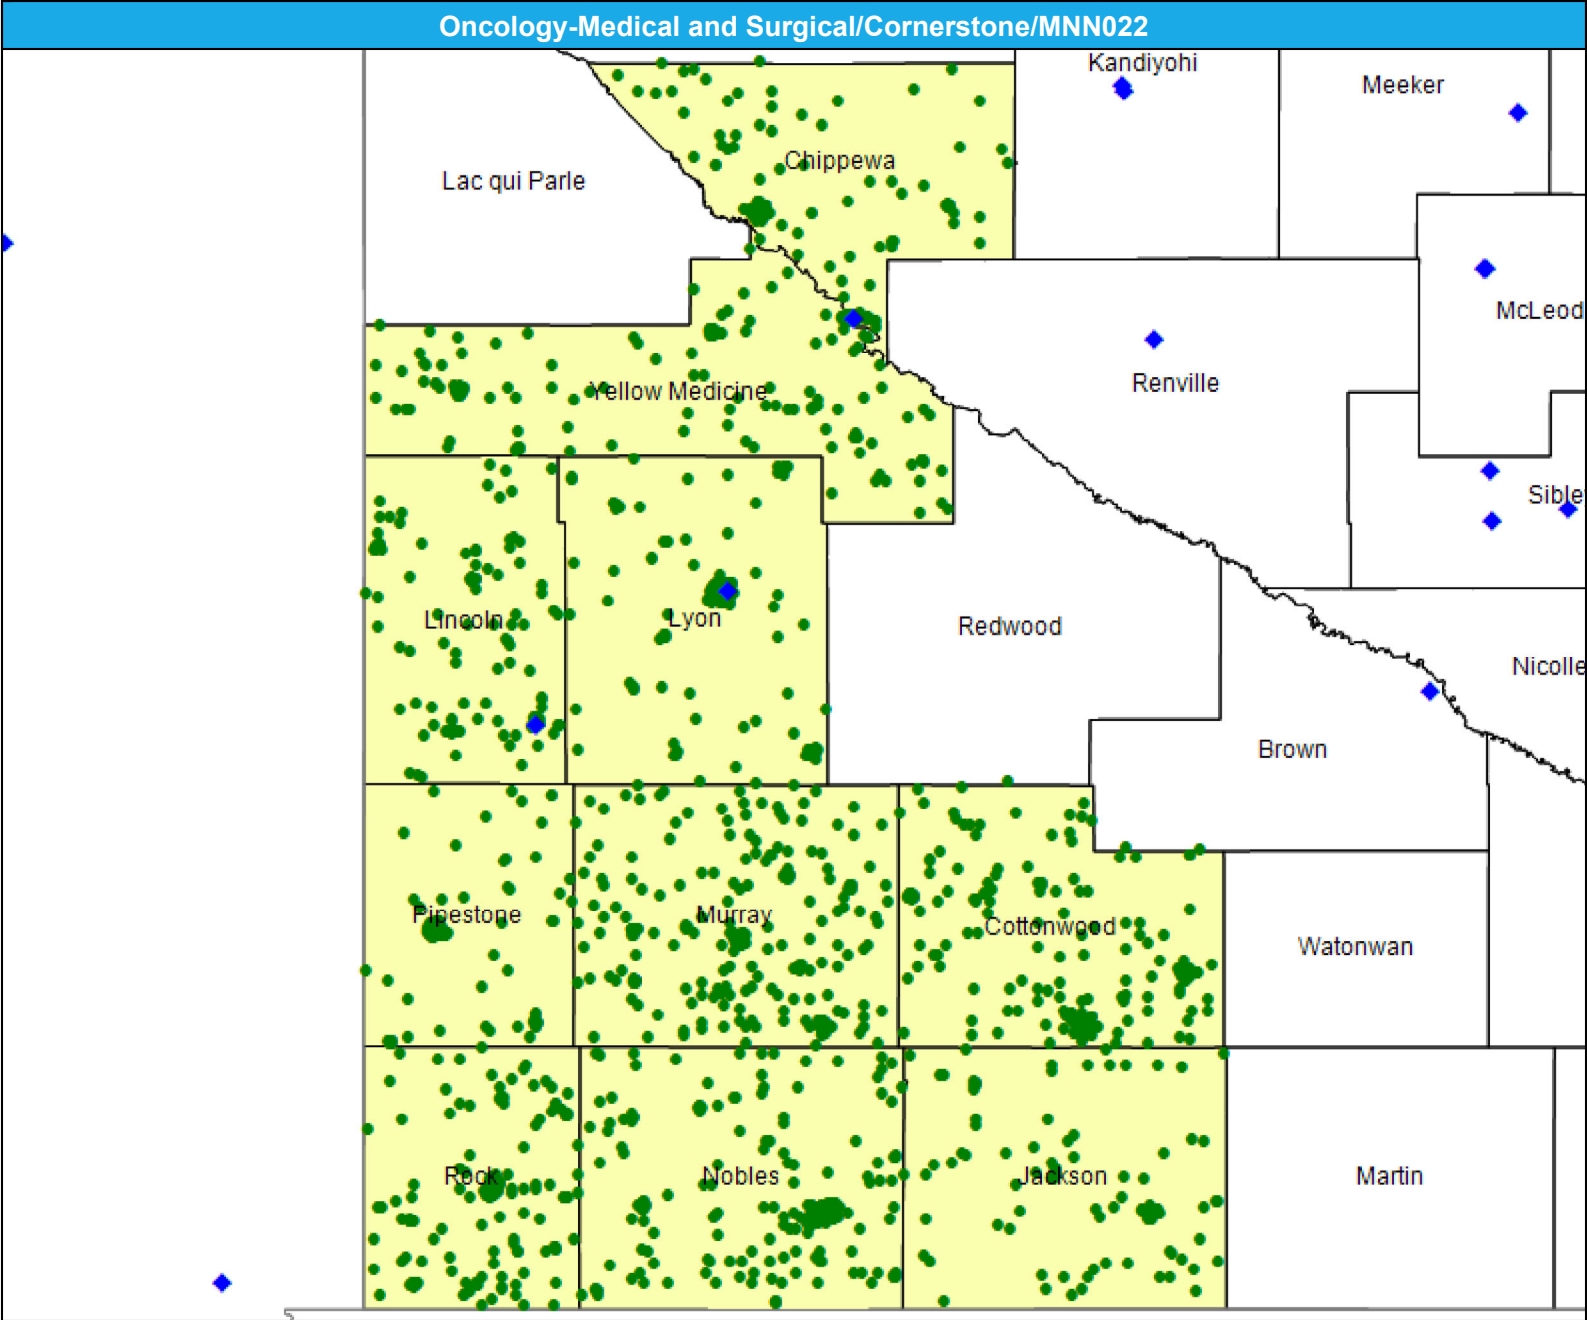 Oncology-Medical and Surgical/Cornerstone/MNN022
Kandiyohi
Meeker
Chippewa
Lac qui Parle
McLeod
Renville
Yellow Medicine
Sible
Lincoln
Lyon
Redwood
Nicolle
Brown
Pipestone
Murray
Cottonwood
Watonwan
Rock
Nobles
Jackson
Martin